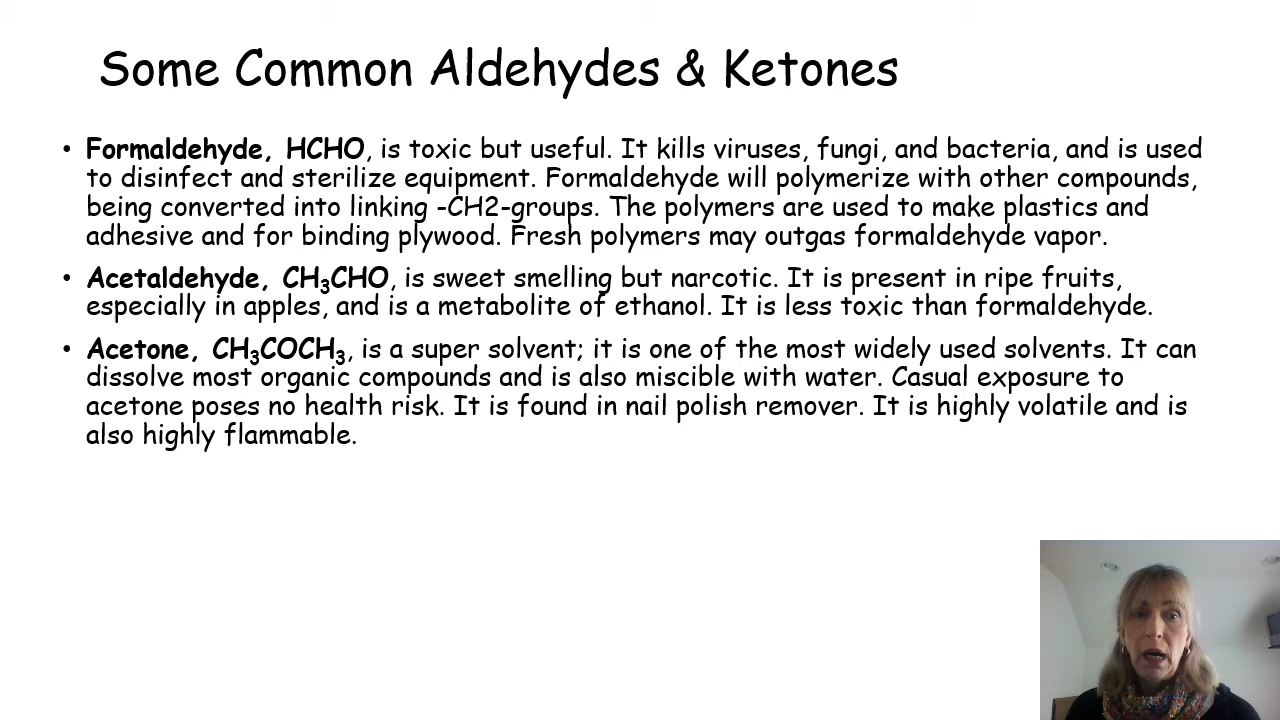 Some Common Aldehydes & Ketones
• Formaldehyde, HCHO, is toxic but useful. It kills viruses, fungi, and bacteria, and is used
to disinfect and sterilize equipment. Formaldehyde will polymerize with other compounds,
being converted into linking -CH2-groups. The polymers are used to make plastics and
adhesive and for binding plywood. Fresh polymers may outgas formaldehyde vapor.
• Acetaldehyde, CH₃CHO, is sweet smelling but narcotic. It is present in ripe fruits,
especially in apples, and is a metabolite of ethanol. It is less toxic than formaldehyde.
• Acetone, CH₃COCH₃, is a super solvent; it is one of the most widely used solvents. It can
dissolve most organic compounds and is also miscible with water. Casual exposure to
acetone poses no health risk. It is found in nail polish remover. It is highly volatile and is
also highly flammable.